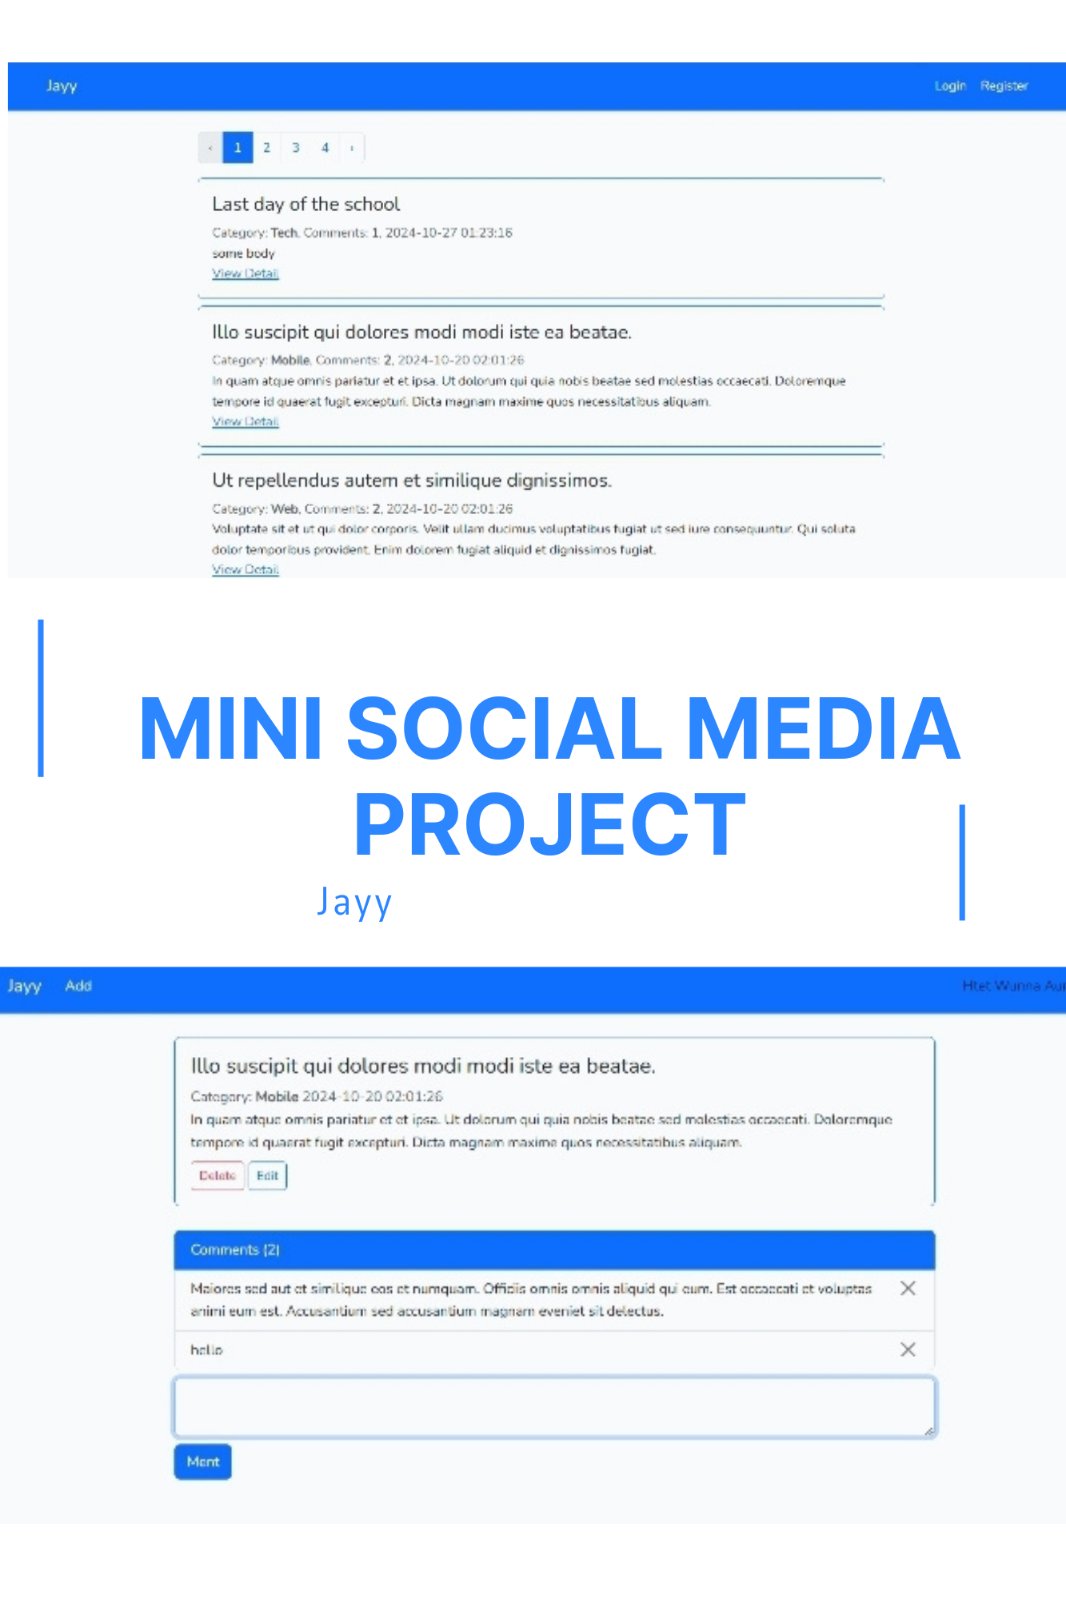 Jayy Login Register
‹ 1 2 3 4 ›
Last day of the school
Category: Tech, Comments: 1, 2024-10-27 01:23:16
some body
View Detail
Illo suscipit qui dolores modi modi iste ea beatae.
Category: Mobile, Comments: 2, 2024-10-20 02:01:26
In quam atque omnis pariatur et et ipsa. Ut dolorum qui quia nobis beatae sed molestias occaecati. Doloremque
tempore id quaerat fugit excepturi. Dicta magnam maxime quos necessitatibus aliquam.
View Detail
Ut repellendus autem et similique dignissimos.
Category: Web, Comments: 2, 2024-10-20 02:01:26
Voluptate sit et ut qui dolor corporis. Velit ullam ducimus voluptatibus fugiat ut sed iure consequuntur. Qui soluta
dolor temporibus provident. Enim dolorem fugiat aliquid et dignissimos fugiat.
View Detail
MINI SOCIAL MEDIA
PROJECT
Jayy
Jayy Add Htet Wunna
Illo suscipit qui dolores modi modi iste ea beatae.
Category: Mobile 2024-10-20 02:01:26
In quam atque omnis pariatur et et ipsa. Ut dolorum qui quia nobis beatae sed molestias occaecati. Doloremque
tempore id quaerat fugit excepturi. Dicta magnam maxime quos necessitatibus aliquam.
Delete Edit
Comments (2)
Maiores sed aut et similique eos et numquam. Officiis omnis omnis aliquid qui eum. Est occaecati et voluptas
animi eum est. Accusantium sed accusantium magnam eveniet sit delectus.
hello
Ment